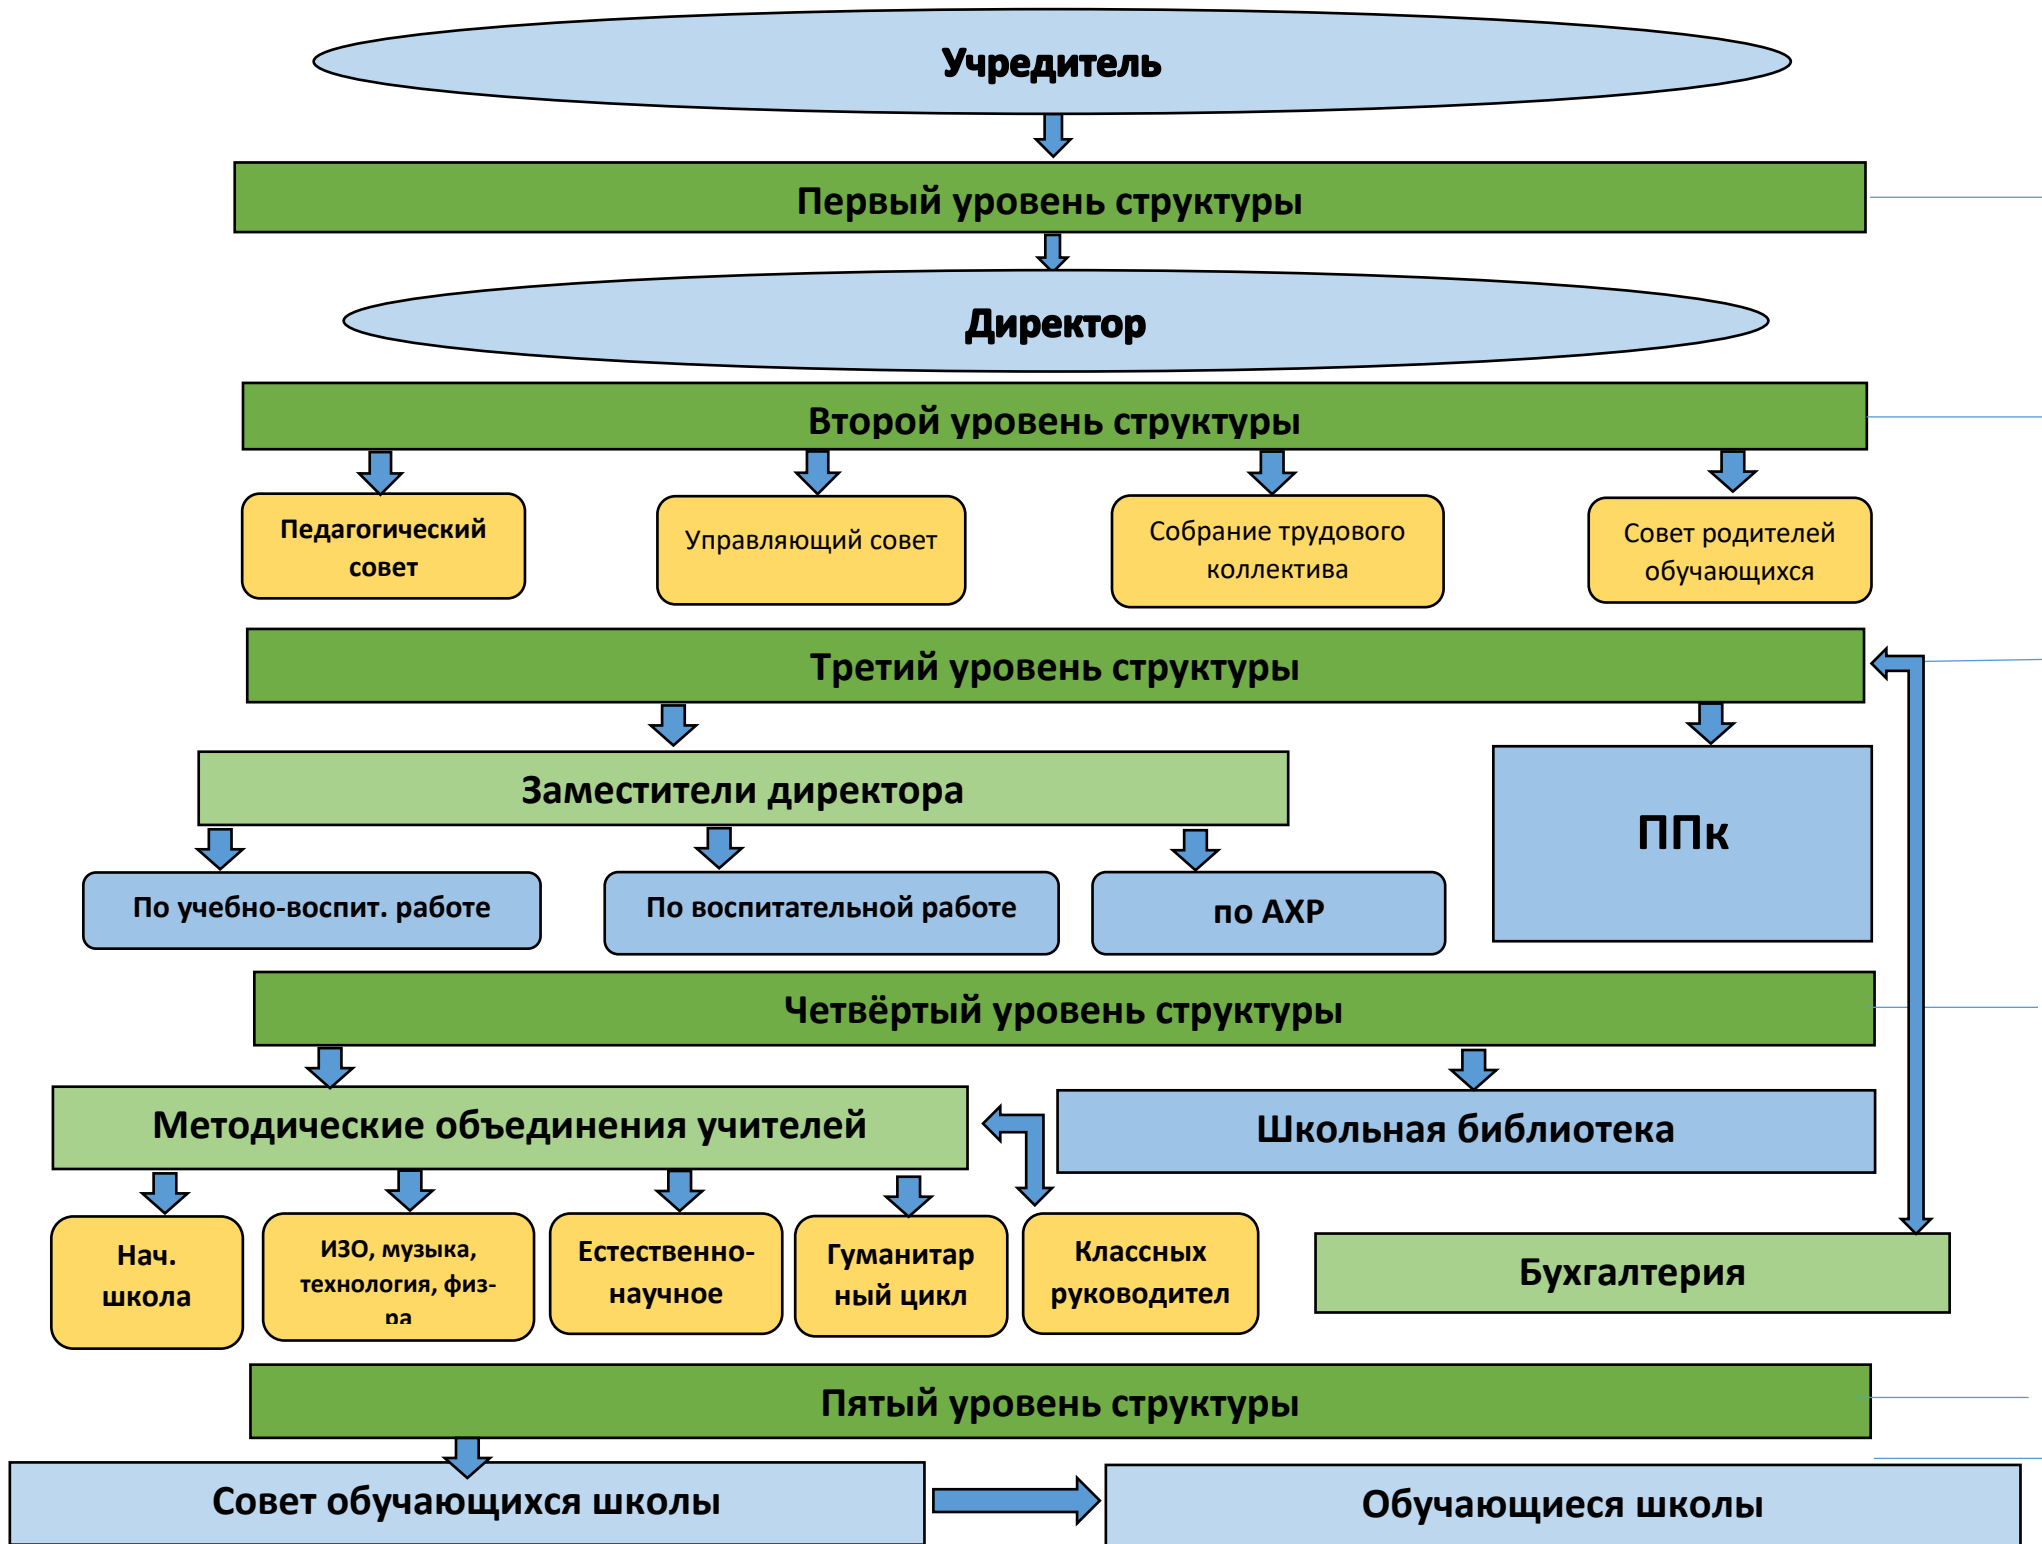 Учредитель
Первый уровень структуры
Директор
Второй уровень структуры
Педагогический
совет
Управляющий совет
Собрание трудового
коллектива
Совет родителей
обучающихся
Третий уровень структуры
Заместители директора
ППк
По учебно-воспит. работе
По воспитательной работе
по АХР
Четвёртый уровень структуры
Методические объединения учителей
Школьная библиотека
Нач.
школа
ИЗО, музыка,
технология, физ-
ра
Естественно-
научное
Гуманитар
ный цикл
Классных
руководител
Бухгалтерия
Пятый уровень структуры
Совет обучающихся школы
Обучающиеся школы